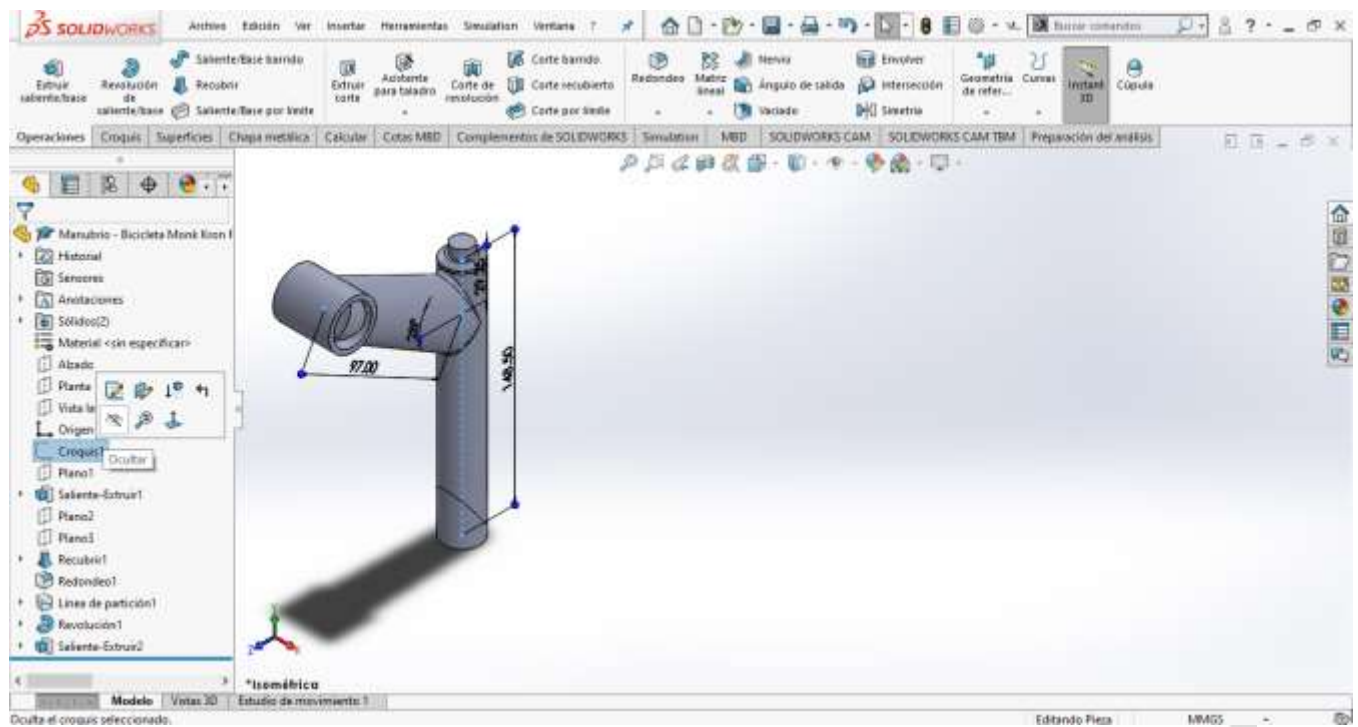 SOLIDWORKS
Archivo Edición Ver Insertar Herramientas Simulation Ventana ?
Buscar comandos
Extruir saliente/base
Revolución de saliente/base
Saliente/Base barrido
Recubrir
Saliente/Base por límite
Extruir corte
Asistente para taladro
Corte de revolución
Corte barrido
Corte recubierto
Corte por límite
Redondeo
Matriz lineal
Nervio
Ángulo de salida
Vaciado
Envolver
Intersección
Simetría
Geometría de refer...
Curvas
Instant 3D
Cúpula
Operaciones Croquis Superficies Chapa metálica Calcular Cotas MBD Complementos de SOLIDWORKS Simulation MBD SOLIDWORKS CAM SOLIDWORKS CAM TBM Preparación del análisis
Manubrio - Bicicleta Monk
Historial
Sensores
Anotaciones
Sólidos(2)
Material <sin especificar>
Alzado
Planta
Vista la
Origen
Croquis1
Ocultar
Plano1
Saliente-Extruir1
Plano2
Plano3
Recubrir1
Redondeo1
Línea de partición1
Revolución1
Saliente-Extruir2
97.00
148.50
*Isométrica
Modelo Vistas 3D Estudio de movimiento 1
Oculta el croquis seleccionado.
Editando Pieza
MMGS